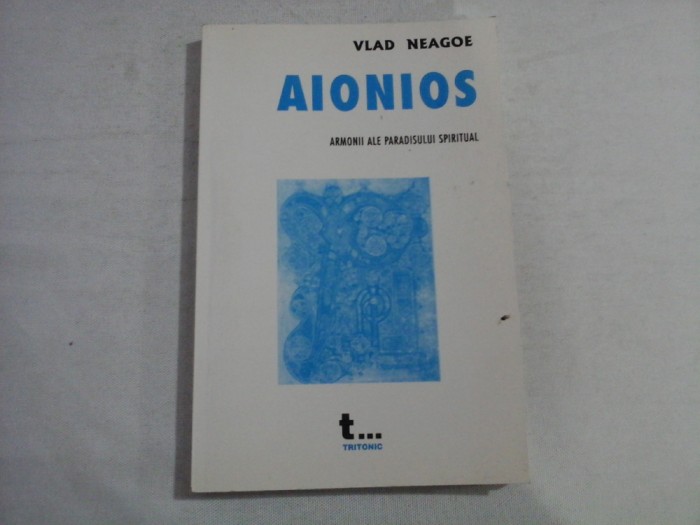 VLAD NEAGOE
AIONIOS
ARMONII ALE PARADISULUI SPIRITUAL
t...
TRITONIC